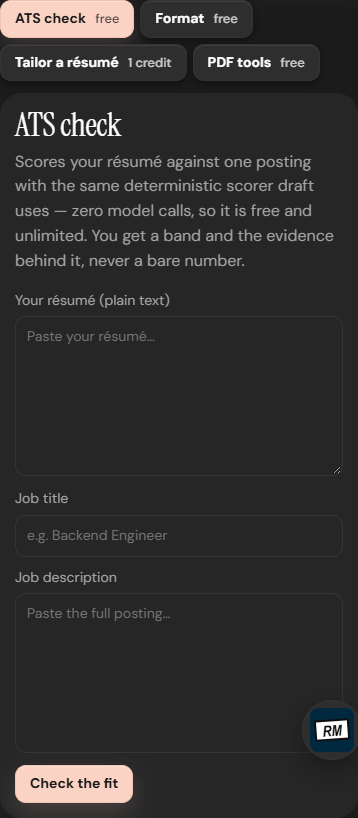 ATS check free
Format free
Tailor a résumé 1 credit
PDF tools free
ATS check
Scores your résumé against one posting
with the same deterministic scorer draft
uses — zero model calls, so it is free and
unlimited. You get a band and the evidence
behind it, never a bare number.
Your résumé (plain text)
Paste your résumé...
Job title
e.g. Backend Engineer
Job description
Paste the full posting...
RM
Check the fit